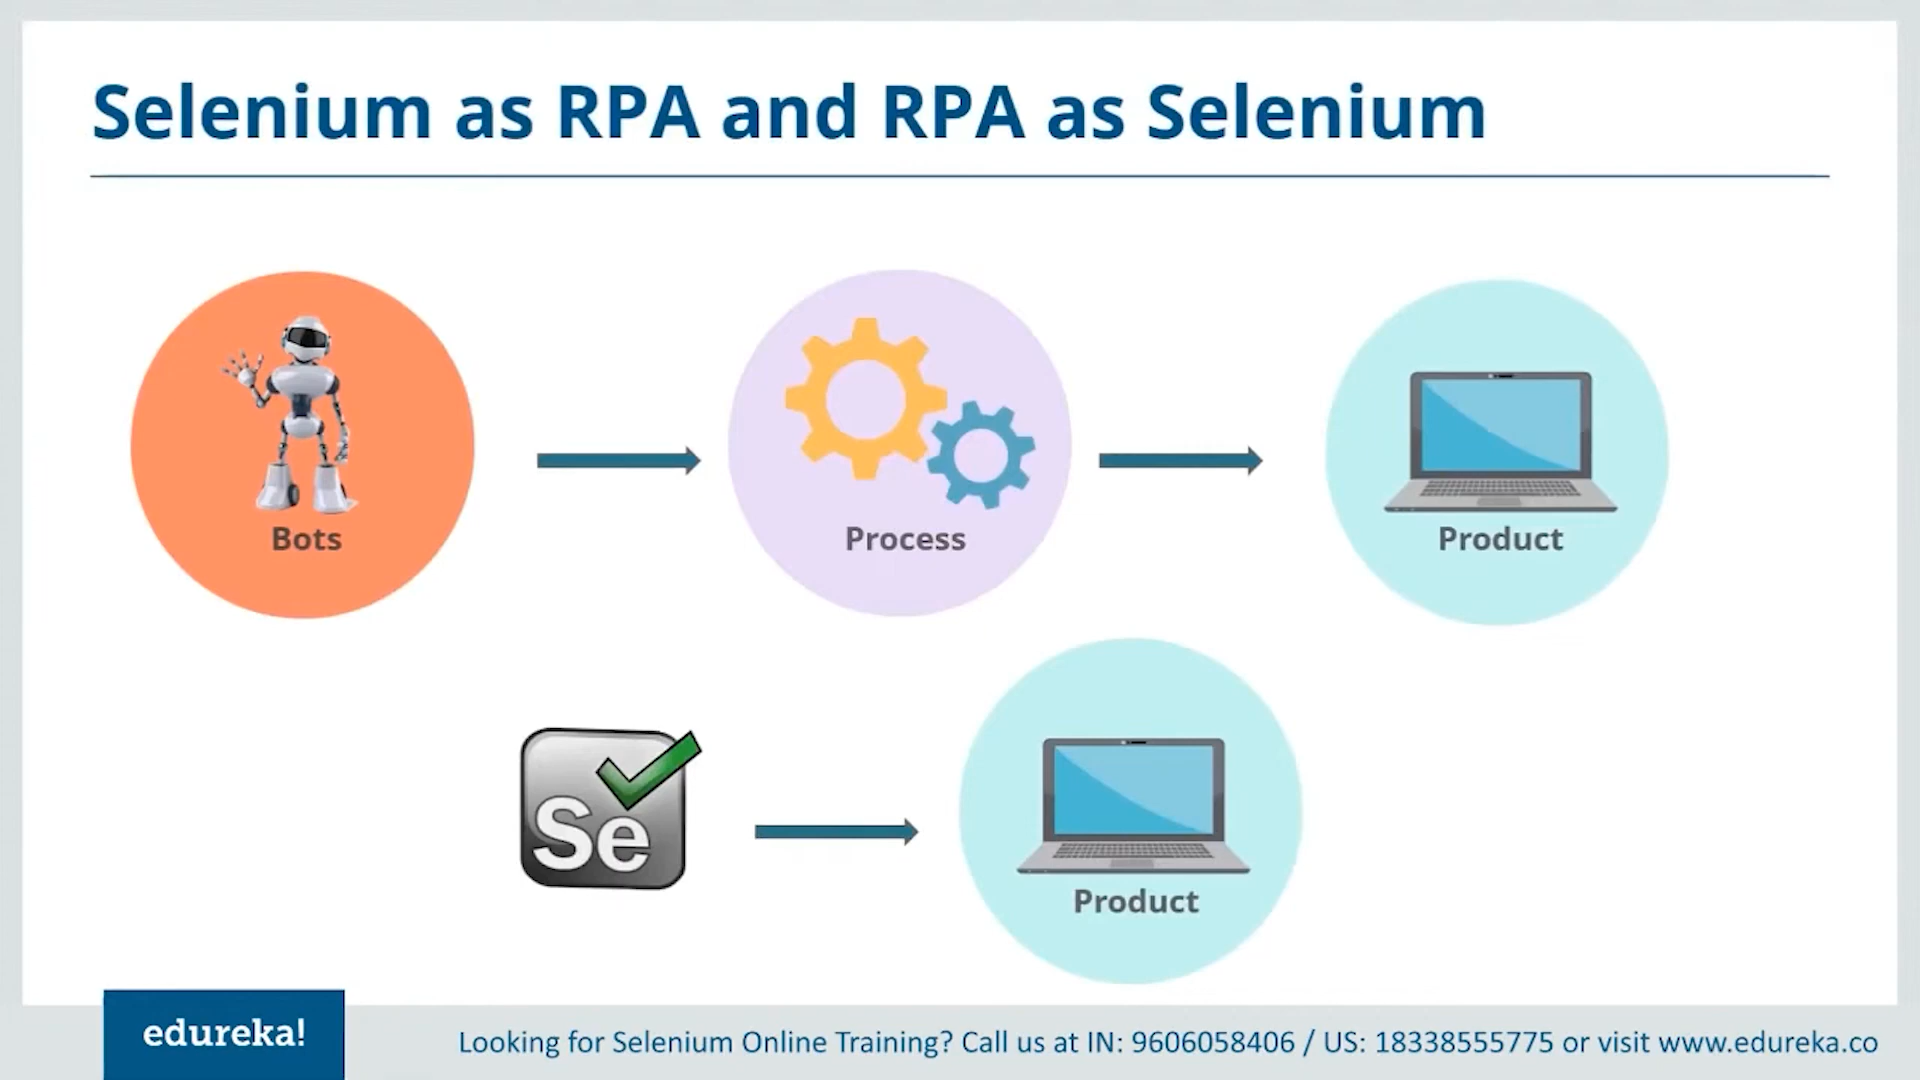 Selenium as RPA and RPA as Selenium
Bots
Process
Product
Se
Product
edureka!
Looking for Selenium Online Training? Call us at IN: 9606058406 / US: 18338555775 or visit www.edureka.co